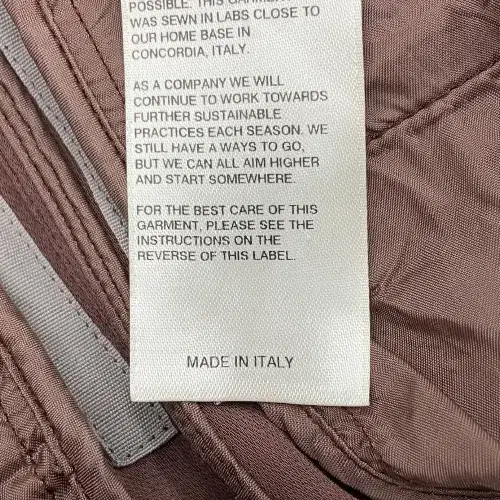 POSSIBLE. THIS GARMENT
WAS SEWN IN LABS CLOSE TO
OUR HOME BASE IN
CONCORDIA, ITALY.
AS A COMPANY WE WILL
CONTINUE TO WORK TOWARDS
FURTHER SUSTAINABLE
PRACTICES EACH SEASON. WE
STILL HAVE A WAYS TO GO,
BUT WE CAN ALL AIM HIGHER
AND START SOMEWHERE.
FOR THE BEST CARE OF THIS
GARMENT, PLEASE SEE THE
INSTRUCTIONS ON THE
REVERSE OF THIS LABEL.
MADE IN ITALY